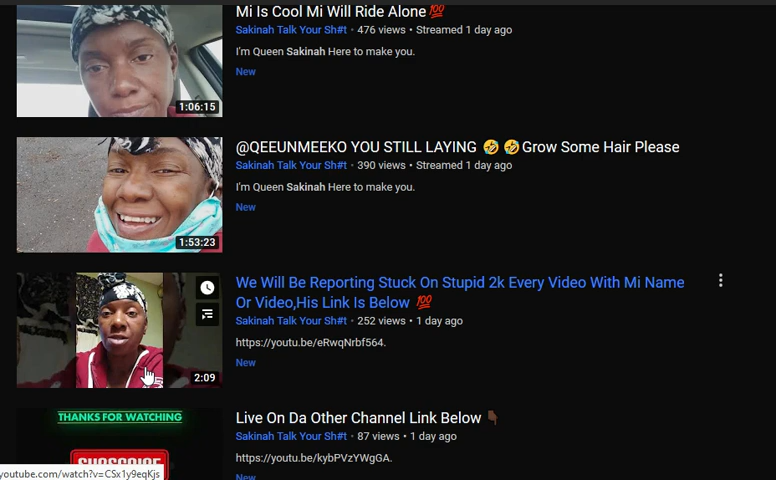 Mi Is Cool Mi Will Ride Alone💯
Sakinah Talk Your Sh#t • 476 views • Streamed 1 day ago
I'm Queen Sakinah Here to make you.
New
1:06:15
@QEEUNMEEKO YOU STILL LAYING 🤣🤣Grow Some Hair Please
Sakinah Talk Your Sh#t • 390 views • Streamed 1 day ago
I'm Queen Sakinah Here to make you.
New
1:53:23
We Will Be Reporting Stuck On Stupid 2k Every Video With Mi Name
Or Video,His Link Is Below 💯
Sakinah Talk Your Sh#t • 252 views • 1 day ago
https://youtu.be/eRwqNrbf564.
New
2:09
THANKS FOR WATCHING
SUBSCRIBE
Live On Da Other Channel Link Below 👇🏿
Sakinah Talk Your Sh#t • 87 views • 1 day ago
https://youtu.be/kybPVzYWgGA.
New
youtube.com/watch?v=CSx1y9eqKjs